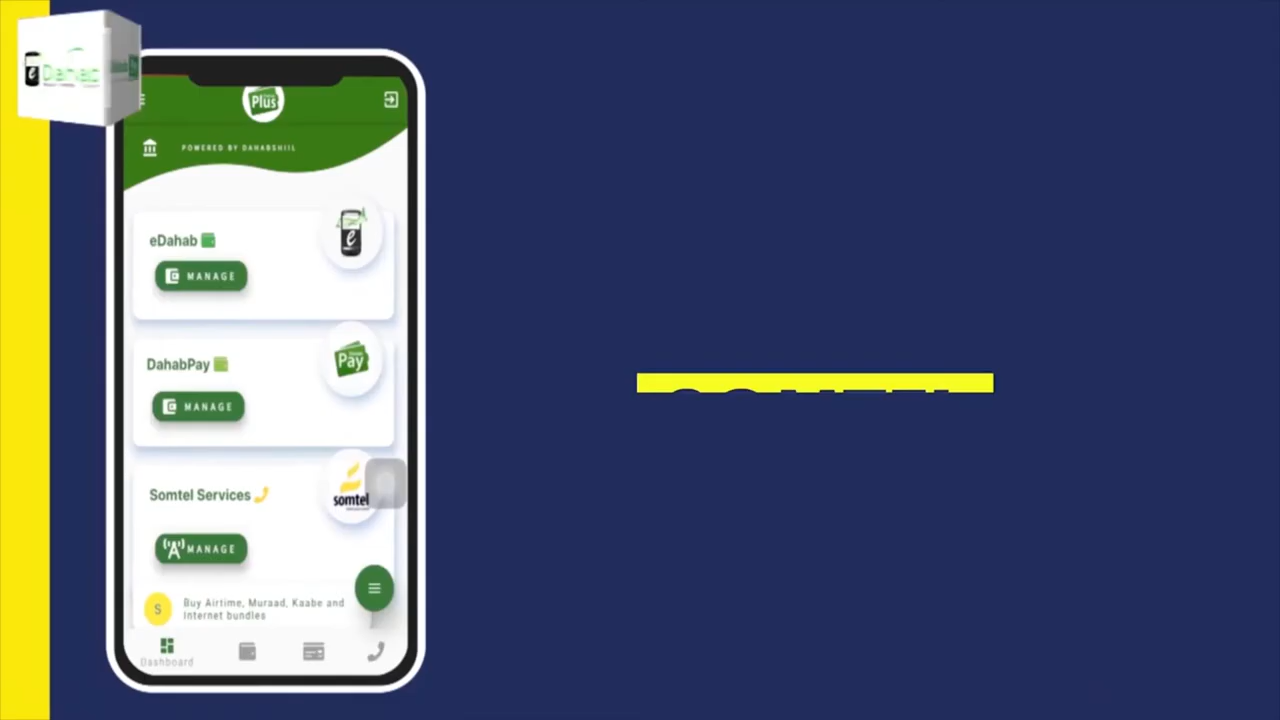 e Dahab
Plus
POWERED BY DAHABSHIIL
eDahab
e
MANAGE
DahabPay
Pay
MANAGE
Somtel Services
somtel
MANAGE
S
Buy Airtime, Muraad, Kaabe and
Internet bundles
Dashboard